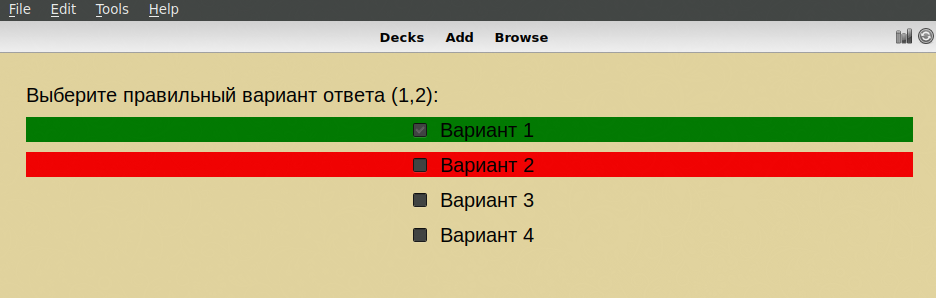 File Edit Tools Help
Decks Add Browse
Выберите правильный вариант ответа (1,2):
Вариант 1
Вариант 2
Вариант 3
Вариант 4